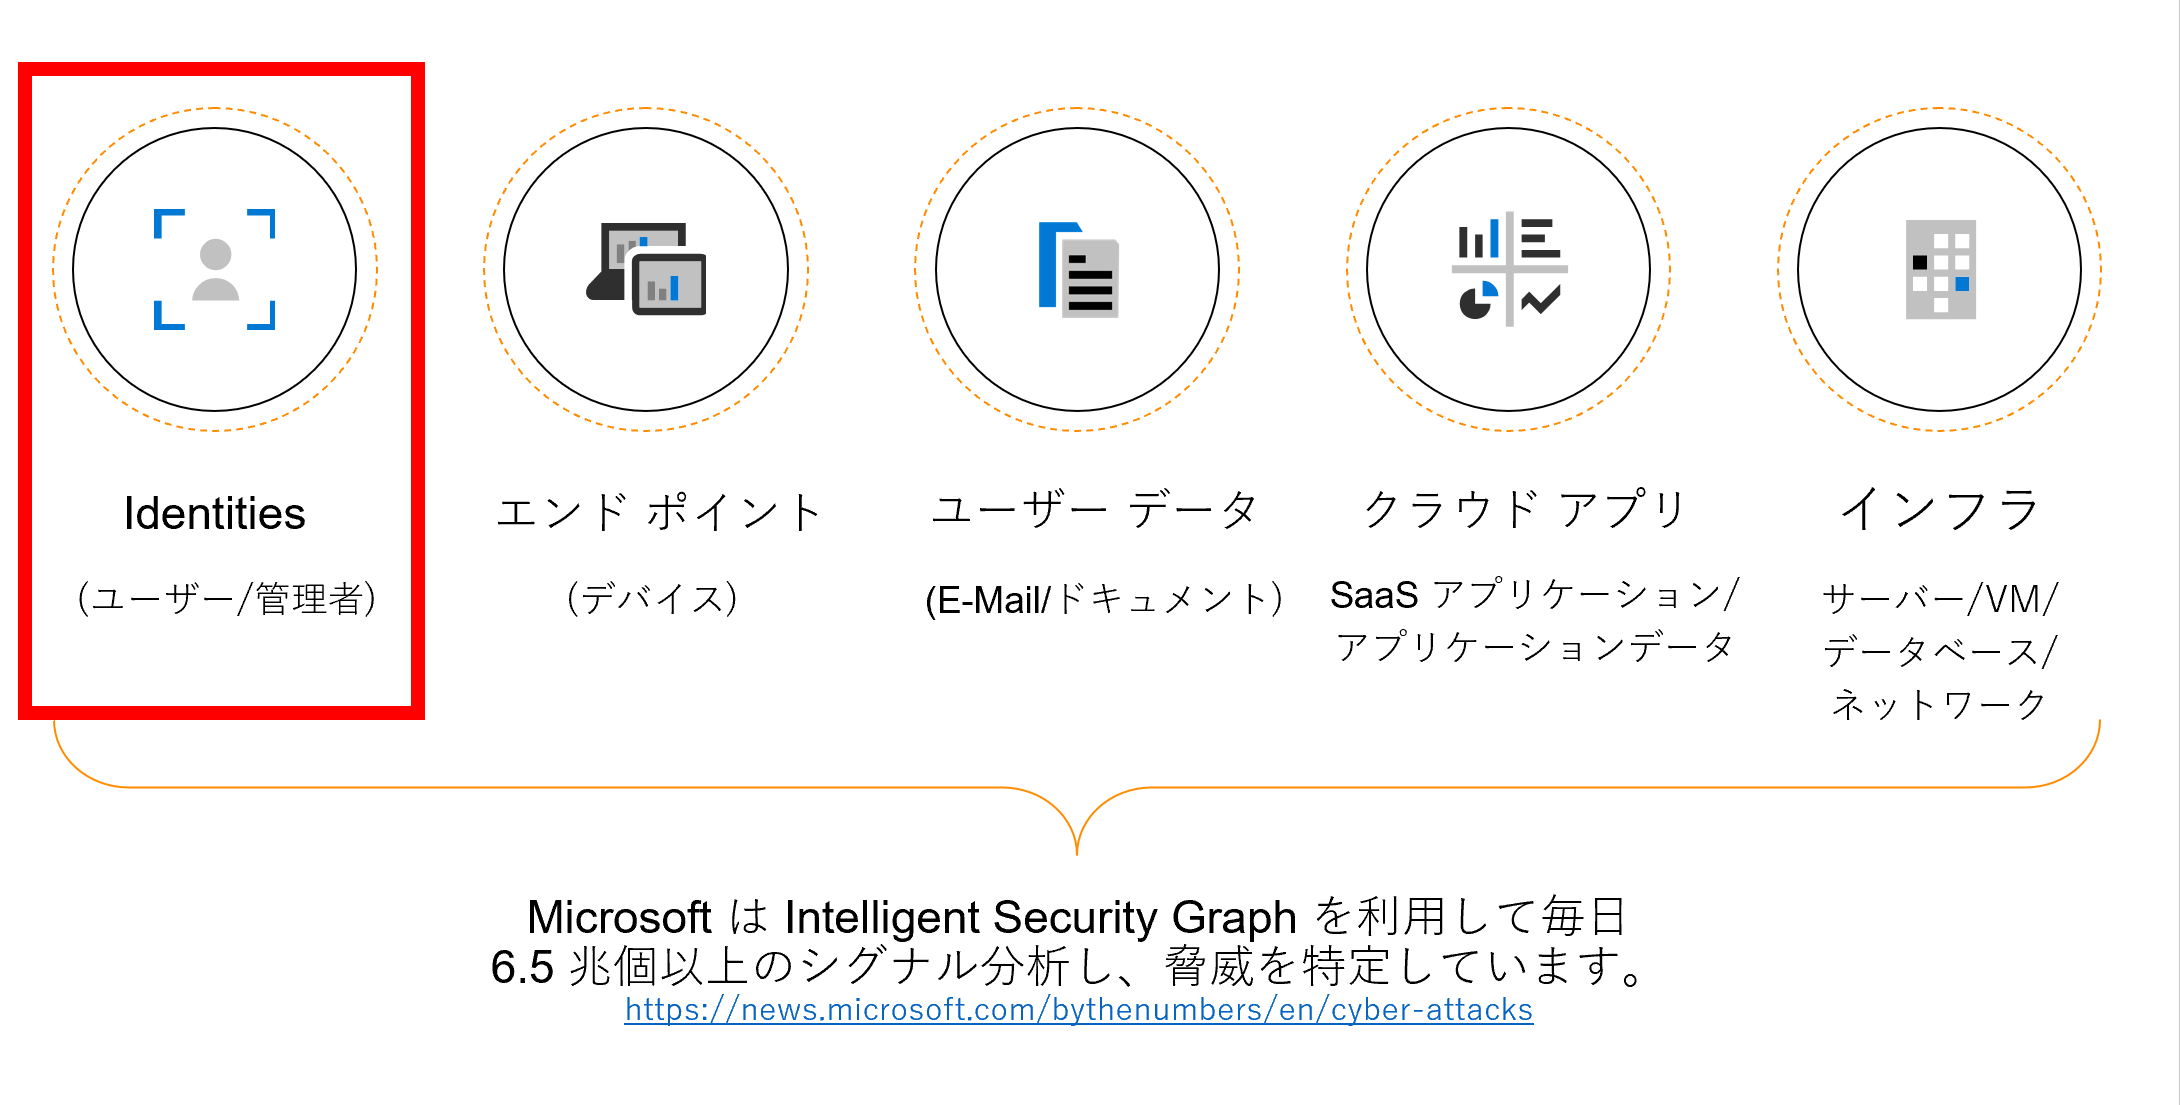 Identities
(ユーザー/管理者)
エンド ポイント
(デバイス)
ユーザー データ
(E-Mail/ドキュメント)
クラウド アプリ
SaaS アプリケーション/
アプリケーションデータ
インフラ
サーバー/VM/
データベース/
ネットワーク
Microsoft は Intelligent Security Graph を利用して毎日
6.5 兆個以上のシグナル分析し、脅威を特定しています。
https://news.microsoft.com/bythenumbers/en/cyber-attacks